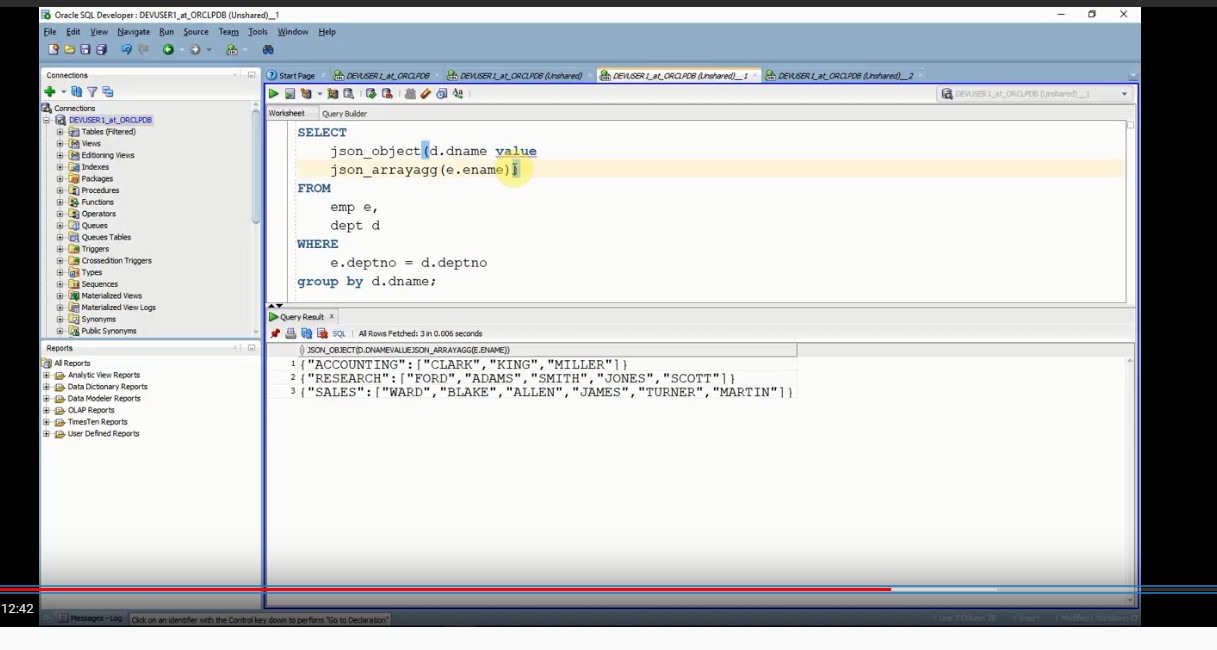 Oracle SQL Developer : DEVUSER1_at_ORCLPDB (Unshared)__1
File Edit View Navigate Run Source Team Tools Window Help
Connections
Start Page DEVUSER1_at_ORCLPDB DEVUSER1_at_ORCLPDB (Unshared) DEVUSER1_at_ORCLPDB (Unshared)__1 DEVUSER1_at_ORCLPDB (Unshared)__2
DEVUSER1_at_ORCLPDB (Unshared)__1
Connections
DEVUSER1_at_ORCLPDB
Tables (Filtered)
Views
Editioning Views
Indexes
Packages
Procedures
Functions
Operators
Queues
Queues Tables
Triggers
Crossedition Triggers
Types
Sequences
Materialized Views
Materialized View Logs
Synonyms
Public Synonyms
Reports
All Reports
Analytic View Reports
Data Dictionary Reports
Data Modeler Reports
OLAP Reports
TimesTen Reports
User Defined Reports
Worksheet Query Builder
SELECT
json_object(d.dname value
json_arrayagg(e.ename))
FROM
emp e,
dept d
WHERE
e.deptno = d.deptno
group by d.dname;
Query Result x
SQL | All Rows Fetched: 3 in 0.006 seconds
JSON_OBJECT(D.DNAMEVALUEJSON_ARRAYAGG(E.ENAME))
1 {"ACCOUNTING":["CLARK","KING","MILLER"]}
2 {"RESEARCH":["FORD","ADAMS","SMITH","JONES","SCOTT"]}
3 {"SALES":["WARD","BLAKE","ALLEN","JAMES","TURNER","MARTIN"]}
12:42
Messages - Log Click on an identifier with the Control key down to perform "Go to Declaration"
Line 3 Column 28 | Insert | Modified | Windows: